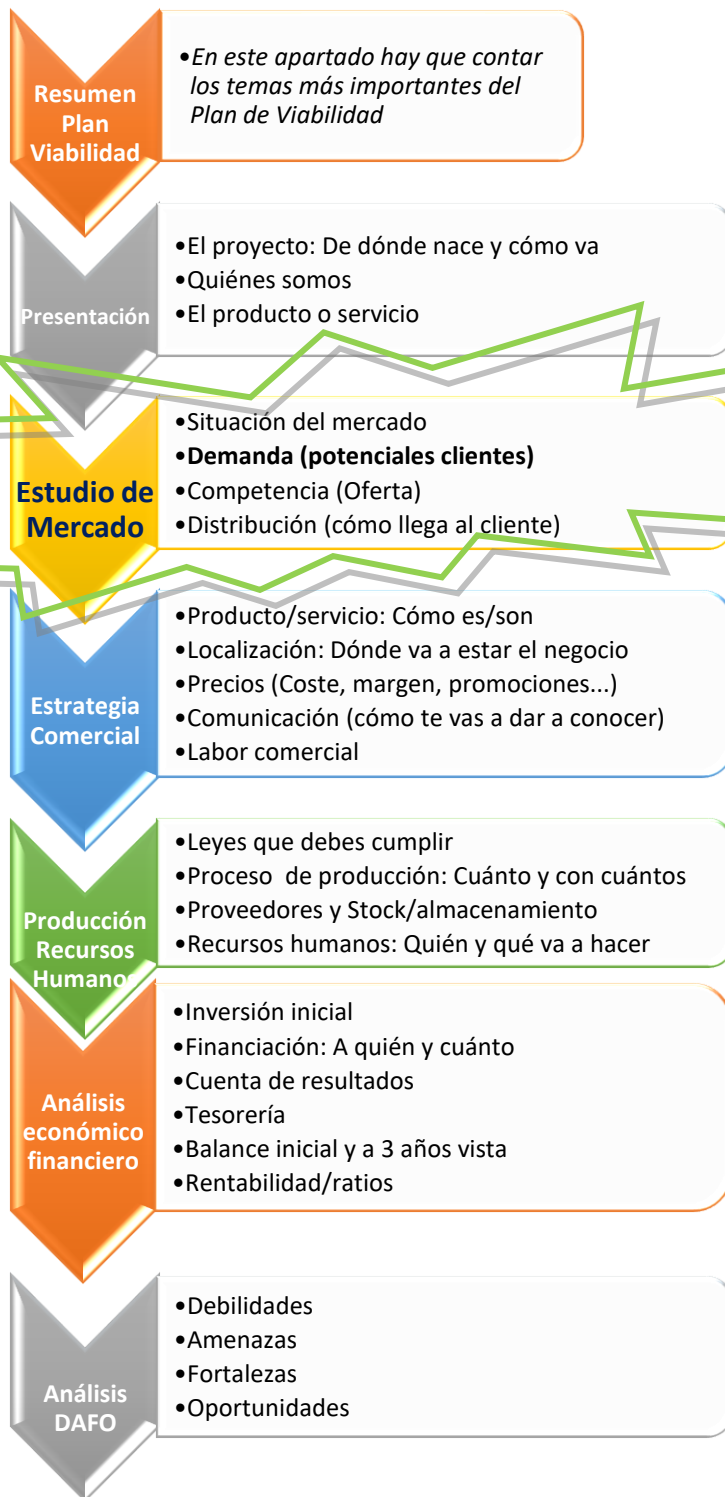 Resumen
Plan
Viabilidad
•En este apartado hay que contar
los temas más importantes del
Plan de Viabilidad
Presentación
•El proyecto: De dónde nace y cómo va
•Quiénes somos
•El producto o servicio
Estudio de
Mercado
•Situación del mercado
•Demanda (potenciales clientes)
•Competencia (Oferta)
•Distribución (cómo llega al cliente)
Estrategia
Comercial
•Producto/servicio: Cómo es/son
•Localización: Dónde va a estar el negocio
•Precios (Coste, margen, promociones...)
•Comunicación (cómo te vas a dar a conocer)
•Labor comercial
Producción
Recursos
Humanos
•Leyes que debes cumplir
•Proceso de producción: Cuánto y con cuántos
•Proveedores y Stock/almacenamiento
•Recursos humanos: Quién y qué va a hacer
Análisis
económico
financiero
•Inversión inicial
•Financiación: A quién y cuánto
•Cuenta de resultados
•Tesorería
•Balance inicial y a 3 años vista
•Rentabilidad/ratios
Análisis
DAFO
•Debilidades
•Amenazas
•Fortalezas
•Oportunidades